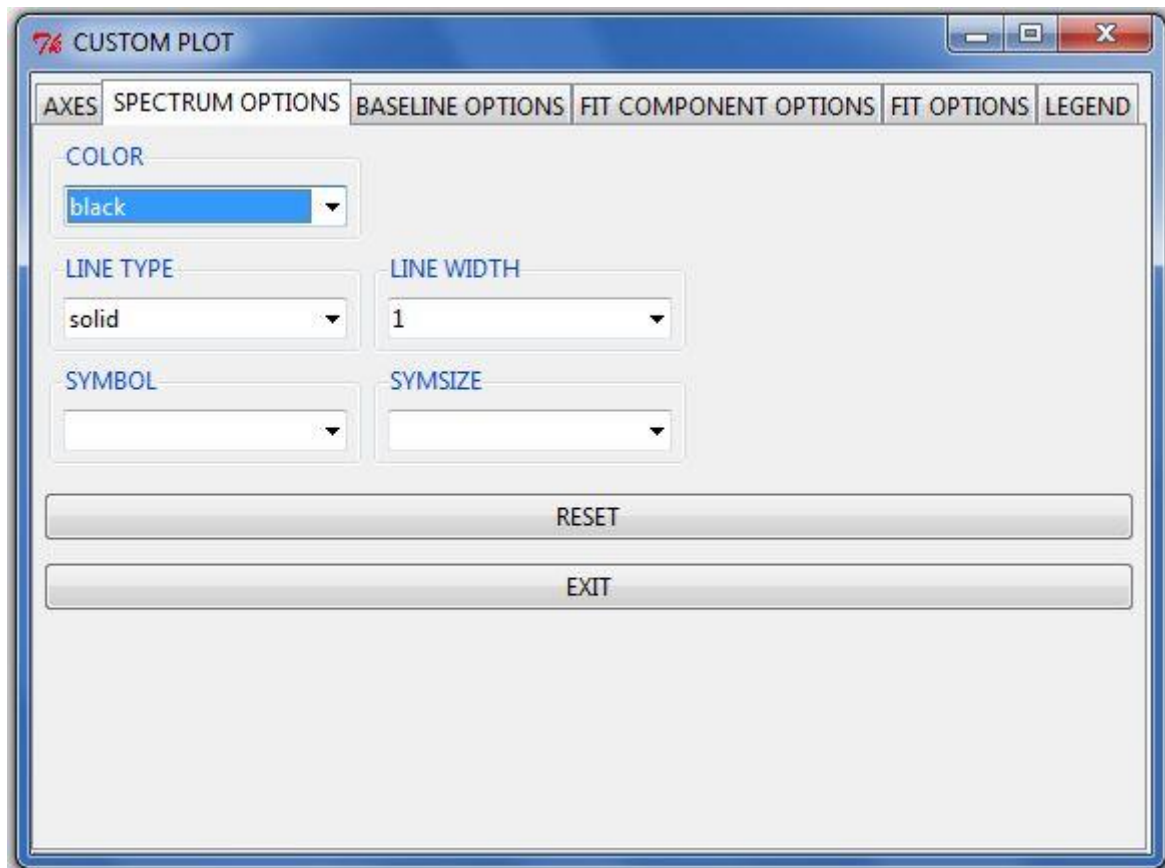 CUSTOM PLOT
AXES SPECTRUM OPTIONS BASELINE OPTIONS FIT COMPONENT OPTIONS FIT OPTIONS LEGEND
COLOR
black
LINE TYPE LINE WIDTH
solid 1
SYMBOL SYMSIZE
RESET
EXIT